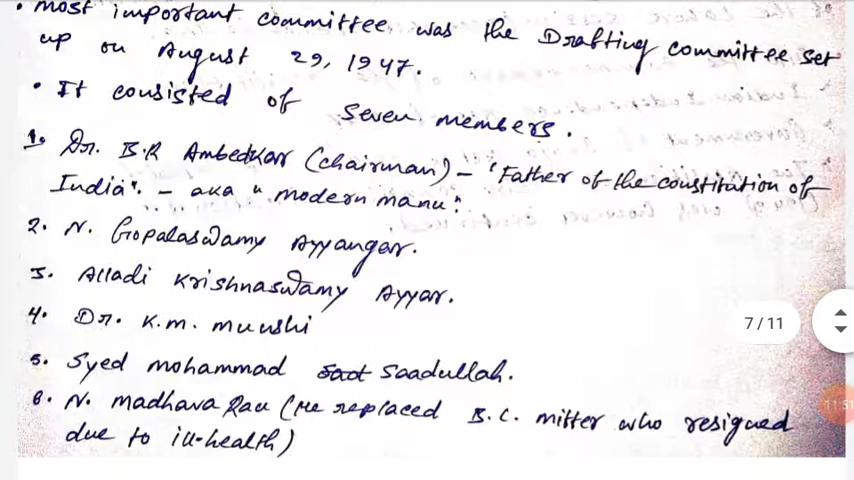 • most important committee was the Drafting committee set
up on August 29, 1947.
• It consisted of seven members.
1. Dr. B.R Ambedkar (chairman) - "Father of the constitution of
India". - aka "modern manu".
2. N. Gopalaswamy Ayyangar.
3. Alladi Krishnaswamy Ayyar.
4. Dr. K.M. munshi
5. Syed mohammad Saadullah.
6. N. madhava Rau (He replaced B.L. mitter who resigned
due to ill-health)
7/11
11:51